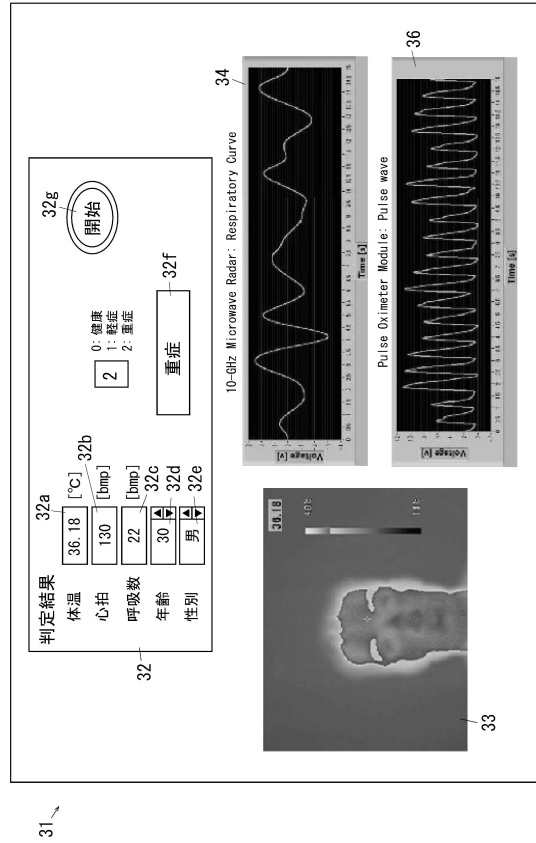 31
判定結果
32
体温
36.18
[℃]
32a
心拍
130
[bmp]
32b
呼吸数
22
[bmp]
32c
年齢
30
32d
性別
男
32e
2
0: 健康
1: 軽症
2: 重症
重症
32f
開始
32g
33
36.18
10-GHz Microwave Radar: Respiratory Curve
34
Voltage [v]
Time [s]
Pulse Oximeter Module: Pulse wave
36
Voltage [v]
Time [s]